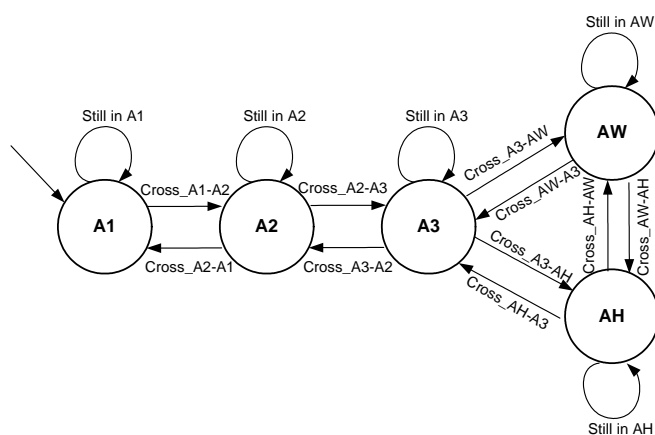 Still in AW
Still in A1
Still in A2
Still in A3
AW
Cross_A3-AW
Cross_AW-A3
Cross_A1-A2
Cross_A2-A3
A1
A2
A3
Cross_AH-AW
Cross_AW-AH
Cross_A2-A1
Cross_A3-A2
Cross_A3-AH
Cross_AH-A3
AH
Still in AH